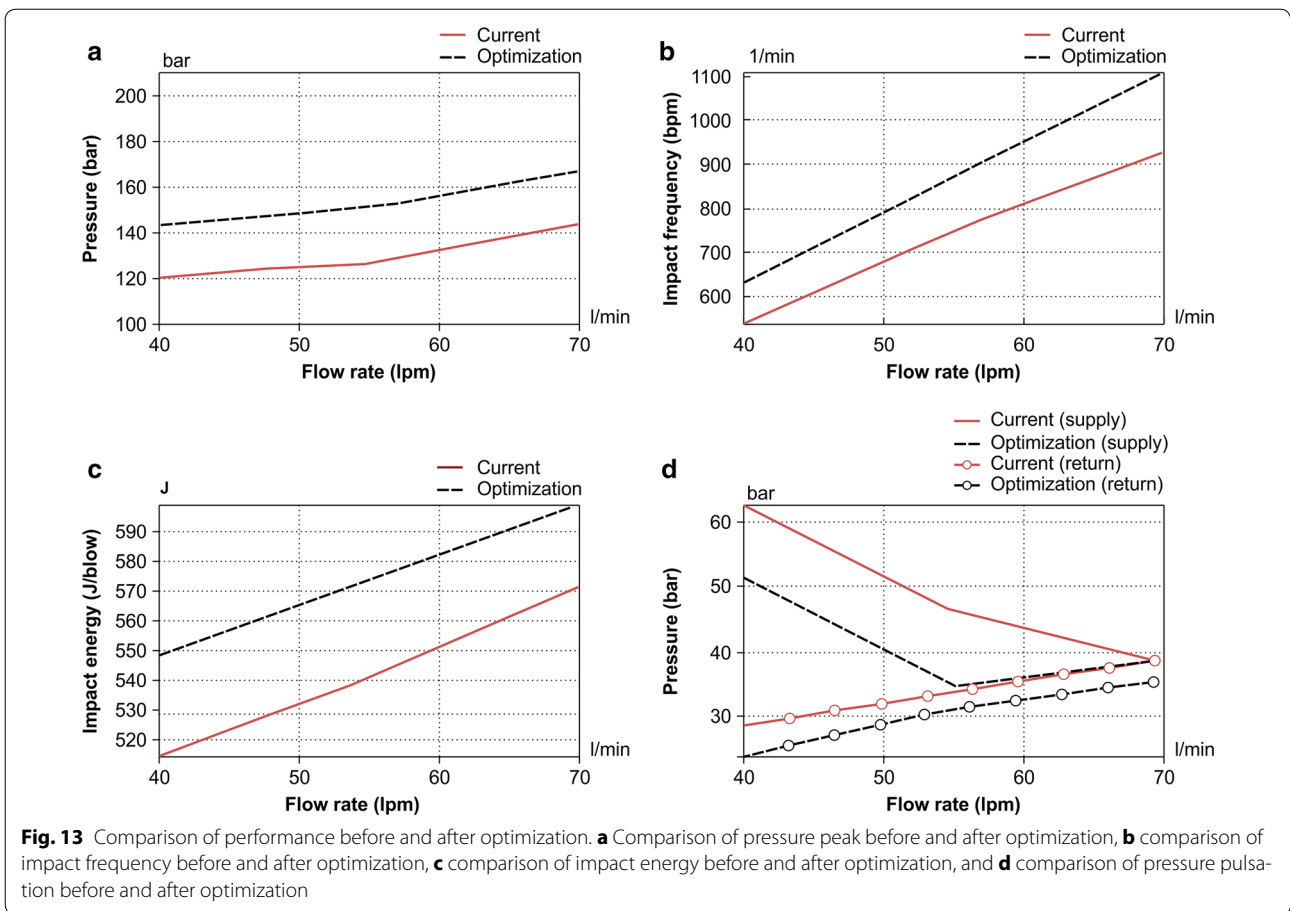 a
bar
Current
Optimization
200
180
160
140
120
100
Pressure (bar)
40 50 60 70
l/min
Flow rate (lpm)
b
1/min
Current
Optimization
1100
1000
900
800
700
600
Impact frequency (bpm)
40 50 60 70
l/min
Flow rate (lpm)
c
J
Current
Optimization
590
580
570
560
550
540
530
520
Impact energy (J/blow)
40 50 60 70
l/min
Flow rate (lpm)
d
bar
Current (supply)
Optimization (supply)
Current (return)
Optimization (return)
60
50
40
30
Pressure (bar)
40 50 60 70
l/min
Flow rate (lpm)
Fig. 13 Comparison of performance before and after optimization. a Comparison of pressure peak before and after optimization, b comparison of
impact frequency before and after optimization, c comparison of impact energy before and after optimization, and d comparison of pressure pulsa-
tion before and after optimization